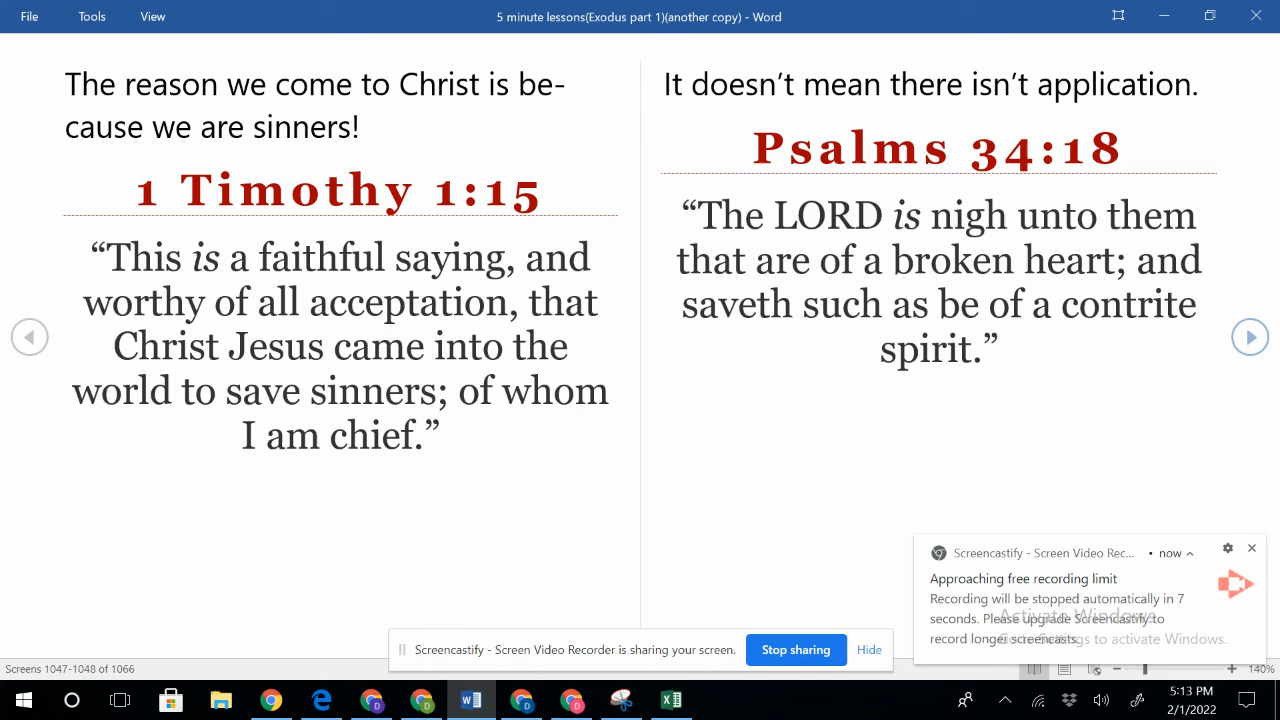 File
Tools
View
5 minute lessons(Exodus part 1)(another copy) - Word
The reason we come to Christ is be-
cause we are sinners!
1 Timothy 1:15
“This is a faithful saying, and
worthy of all acceptation, that
Christ Jesus came into the
world to save sinners; of whom
I am chief.”
It doesn’t mean there isn’t application.
Psalms 34:18
“The LORD is nigh unto them
that are of a broken heart; and
saveth such as be of a contrite
spirit.”
Screencastify - Screen Video Rec... • now
Approaching free recording limit
Recording will be stopped automatically in 7
seconds. Please upgrade Screencastify to
record longer screencasts.
Activate Windows
Go to Settings to activate Windows.
Screencastify - Screen Video Recorder is sharing your screen.
Stop sharing
Hide
Screens 1047-1048 of 1066
140%
5:13 PM
2/1/2022